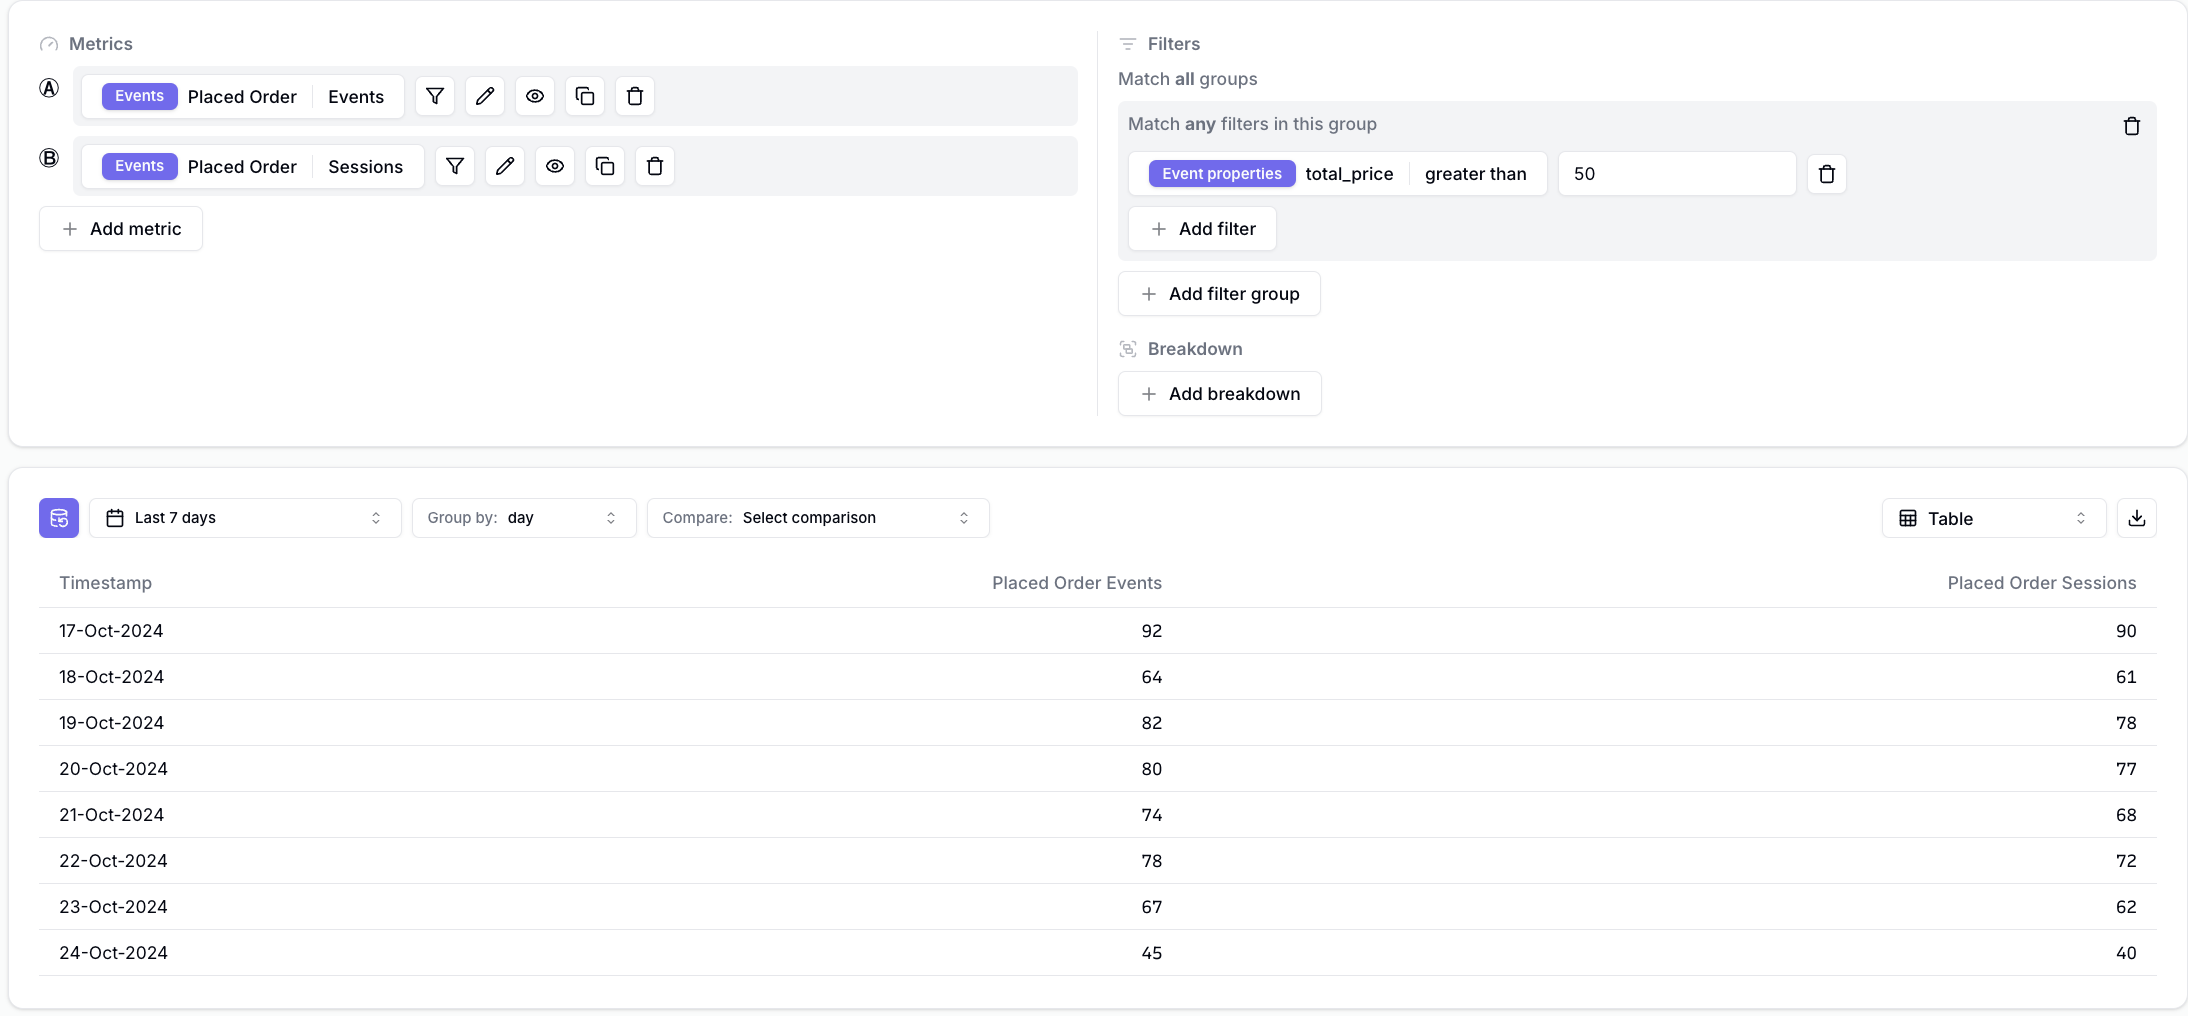 Metrics
Ⓐ Events Placed Order Events
Ⓑ Events Placed Order Sessions
Add metric
Filters
Match all groups
Match any filters in this group
Event properties total_price greater than 50
Add filter
Add filter group
Breakdown
Add breakdown
Last 7 days Group by: day Compare: Select comparison Table
Timestamp Placed Order Events Placed Order Sessions
17-Oct-2024 92 90
18-Oct-2024 64 61
19-Oct-2024 82 78
20-Oct-2024 80 77
21-Oct-2024 74 68
22-Oct-2024 78 72
23-Oct-2024 67 62
24-Oct-2024 45 40